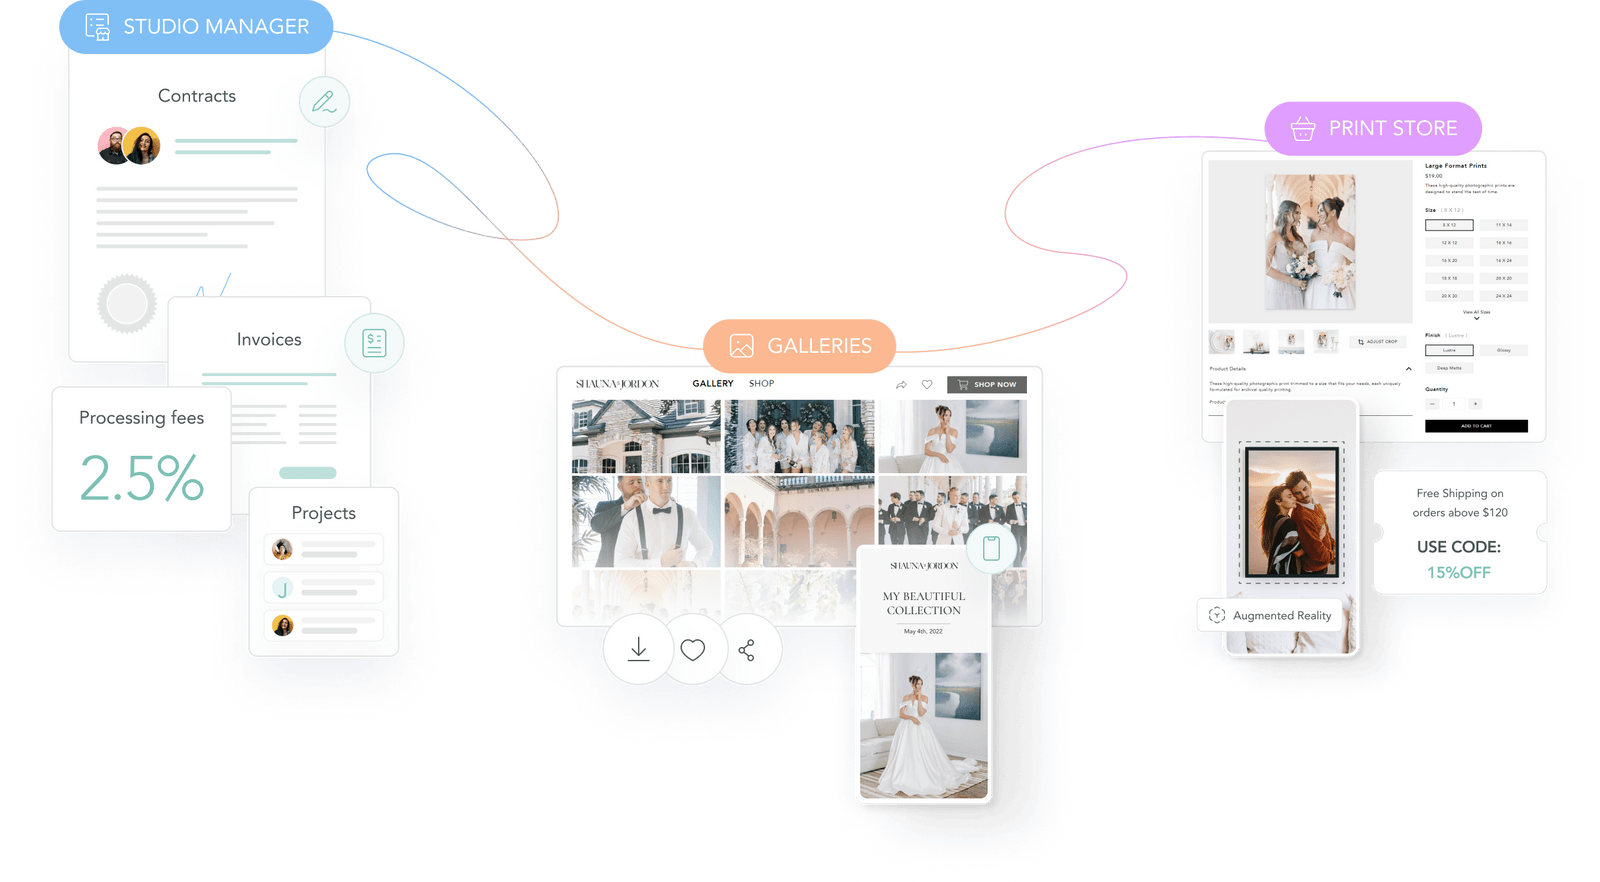 STUDIO MANAGER
Contracts
Invoices
Processing fees
2.5%
Projects
J
GALLERIES
SHAUNA & JORDON
GALLERY
SHOP
SHOP NOW
SHAUNA & JORDON
MY BEAUTIFUL
COLLECTION
May 4th, 2022
PRINT STORE
Large Format Prints
$19.00
These high-quality photographic prints are
designed to stand the test of time.
Size ( 8 X 12 )
8 X 12
11 X 14
12 X 12
16 X 16
16 X 20
16 X 24
18 X 18
20 X 20
20 X 30
24 X 24
View All Sizes
Finish ( Lustre )
Lustre
Glossy
Deep Matte
Quantity
− 1 +
ADD TO CART
ADJUST CROP
Product Details
These high-quality photographic print trimmed to a size that fits your needs, each uniquely
formulated for archival quality printing.
Produc
Augmented Reality
Free Shipping on
orders above $120
USE CODE:
15%OFF